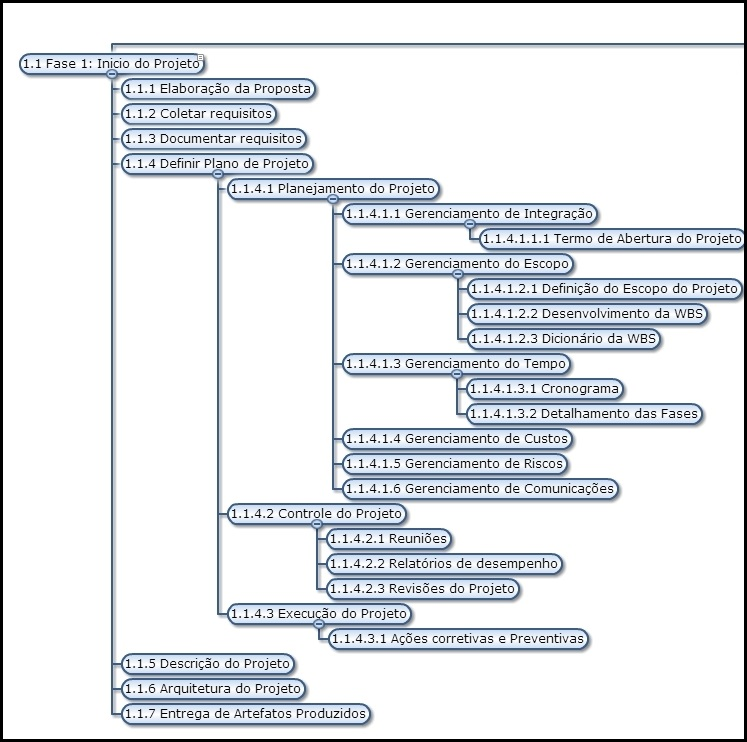 1.1 Fase 1: Inicio do Projeto
1.1.1 Elaboração da Proposta
1.1.2 Coletar requisitos
1.1.3 Documentar requisitos
1.1.4 Definir Plano de Projeto
1.1.4.1 Planejamento do Projeto
1.1.4.1.1 Gerenciamento de Integração
1.1.4.1.1.1 Termo de Abertura do Projeto
1.1.4.1.2 Gerenciamento do Escopo
1.1.4.1.2.1 Definição do Escopo do Projeto
1.1.4.1.2.2 Desenvolvimento da WBS
1.1.4.1.2.3 Dicionário da WBS
1.1.4.1.3 Gerenciamento do Tempo
1.1.4.1.3.1 Cronograma
1.1.4.1.3.2 Detalhamento das Fases
1.1.4.1.4 Gerenciamento de Custos
1.1.4.1.5 Gerenciamento de Riscos
1.1.4.1.6 Gerenciamento de Comunicações
1.1.4.2 Controle do Projeto
1.1.4.2.1 Reuniões
1.1.4.2.2 Relatórios de desempenho
1.1.4.2.3 Revisões do Projeto
1.1.4.3 Execução do Projeto
1.1.4.3.1 Ações corretivas e Preventivas
1.1.5 Descrição do Projeto
1.1.6 Arquitetura do Projeto
1.1.7 Entrega de Artefatos Produzidos